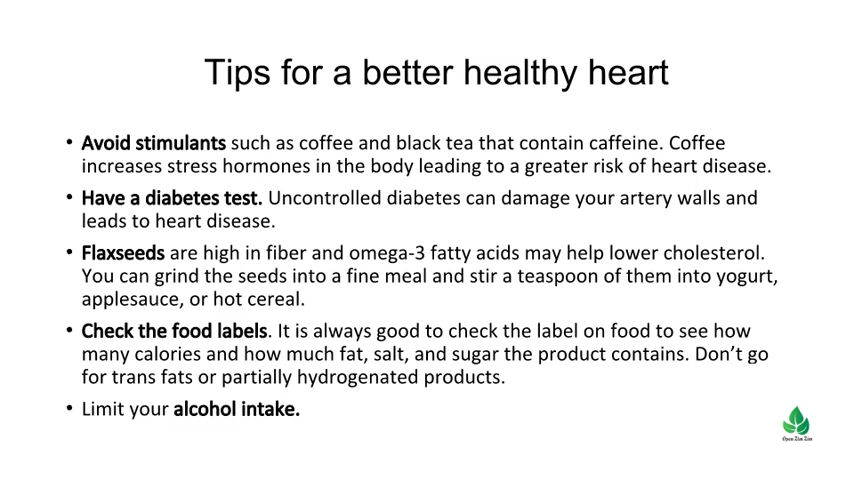 Tips for a better healthy heart
• Avoid stimulants such as coffee and black tea that contain caffeine. Coffee
increases stress hormones in the body leading to a greater risk of heart disease.
• Have a diabetes test. Uncontrolled diabetes can damage your artery walls and
leads to heart disease.
• Flaxseeds are high in fiber and omega-3 fatty acids may help lower cholesterol.
You can grind the seeds into a fine meal and stir a teaspoon of them into yogurt,
applesauce, or hot cereal.
• Check the food labels. It is always good to check the label on food to see how
many calories and how much fat, salt, and sugar the product contains. Don’t go
for trans fats or partially hydrogenated products.
• Limit your alcohol intake.